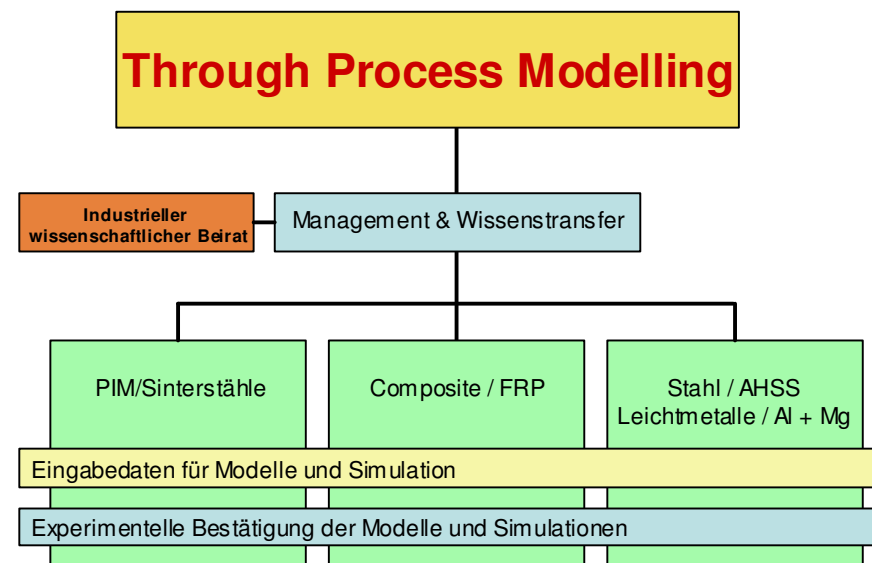 Through Process Modelling
Industrieller
wissenschaftlicher Beirat
Management & Wissenstransfer
PIM/Sinterstähle
Composite / FRP
Stahl / AHSS
Leichtmetalle / Al + Mg
Eingabedaten für Modelle und Simulation
Experimentelle Bestätigung der Modelle und Simulationen